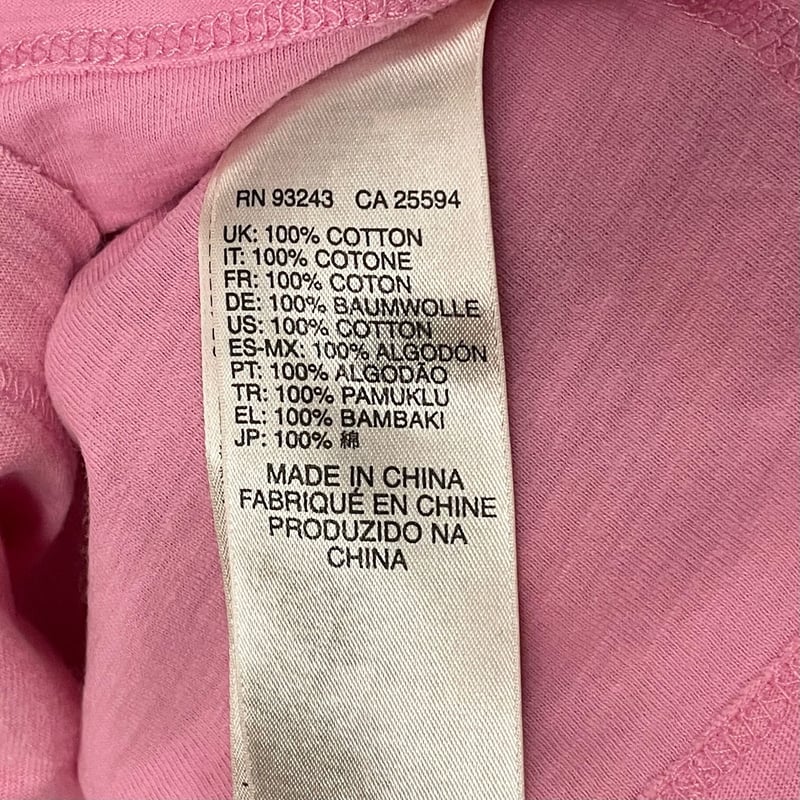 RN 93243 CA 25594
UK: 100% COTTON
IT: 100% COTONE
FR: 100% COTON
DE: 100% BAUMWOLLE
US: 100% COTTON
ES-MX: 100% ALGODÓN
PT: 100% ALGODÃO
TR: 100% PAMUKLU
EL: 100% BAMBAKI
JP: 100% 綿
MADE IN CHINA
FABRIQUÉ EN CHINE
PRODUZIDO NA
CHINA